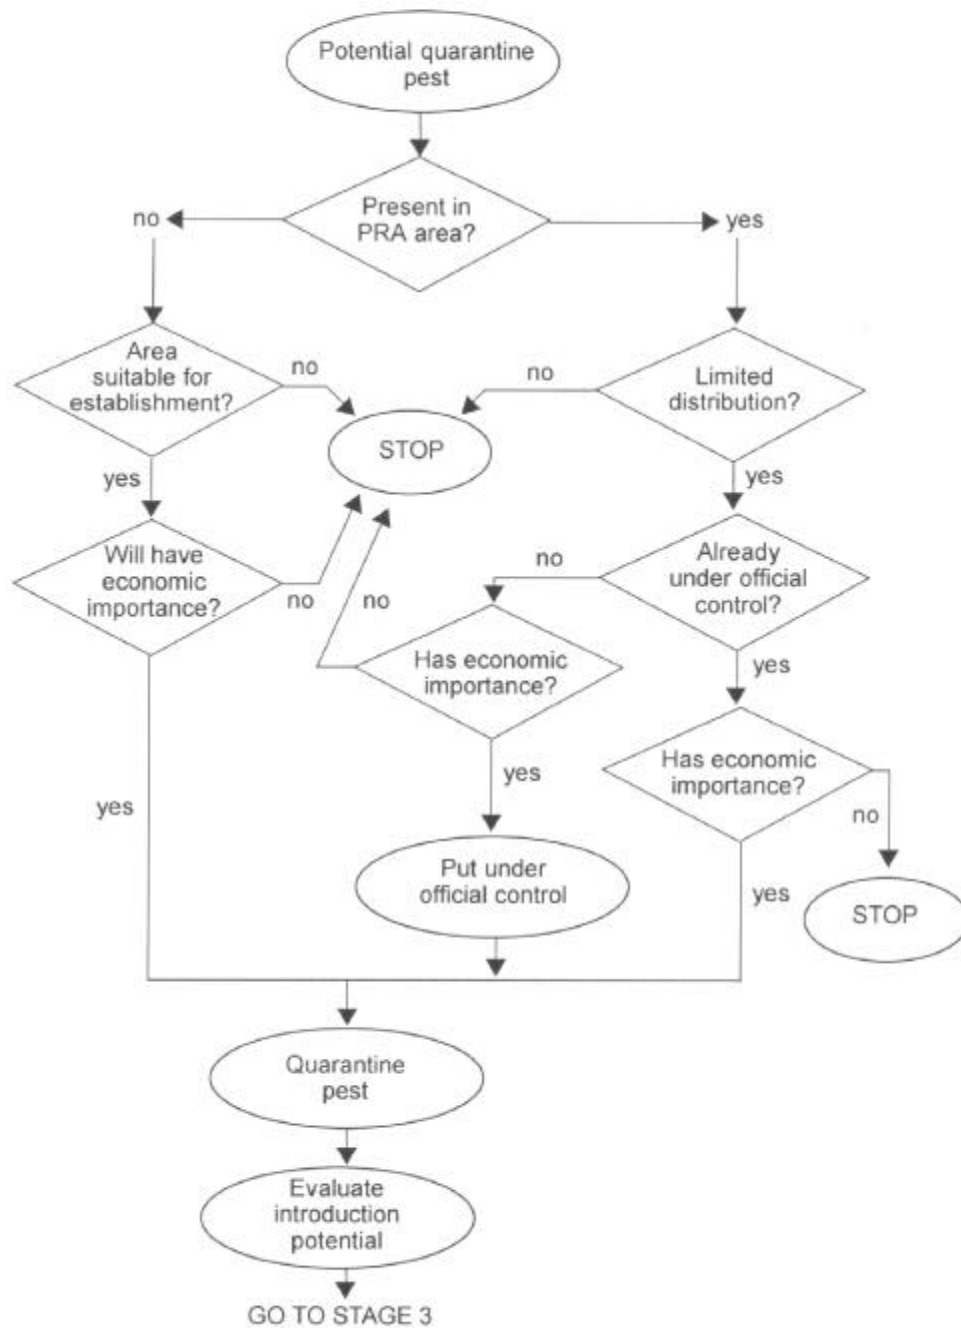 Potential quarantine
pest
Present in
PRA area?
no
yes
Area
suitable for
establishment?
no
no
Limited
distribution?
STOP
yes
yes
Will have
economic
importance?
no
no
Already
under official
control?
no
Has economic
importance?
yes
Has economic
importance?
yes
yes
no
Put under
official control
yes
STOP
Quarantine
pest
Evaluate
introduction
potential
GO TO STAGE 3